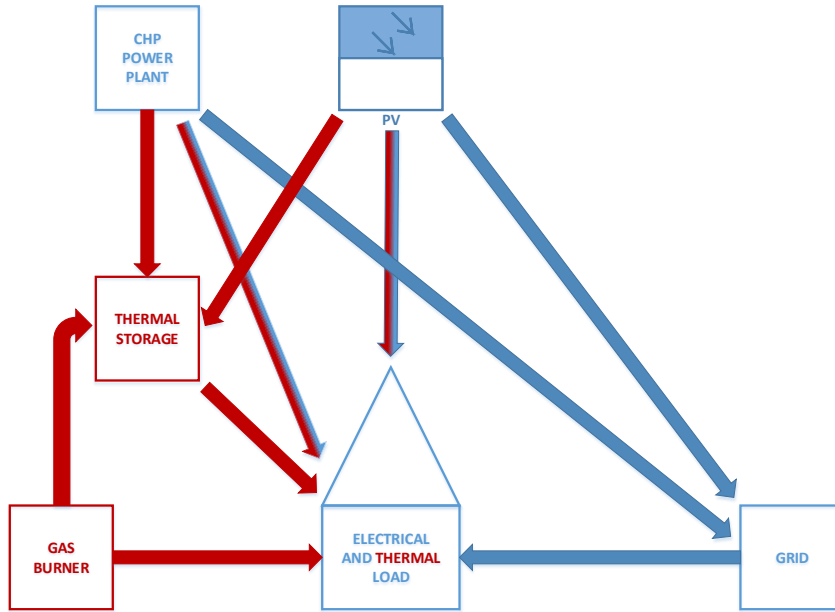 CHP
POWER
PLANT
PV
THERMAL
STORAGE
GAS
BURNER
ELECTRICAL
AND THERMAL
LOAD
GRID